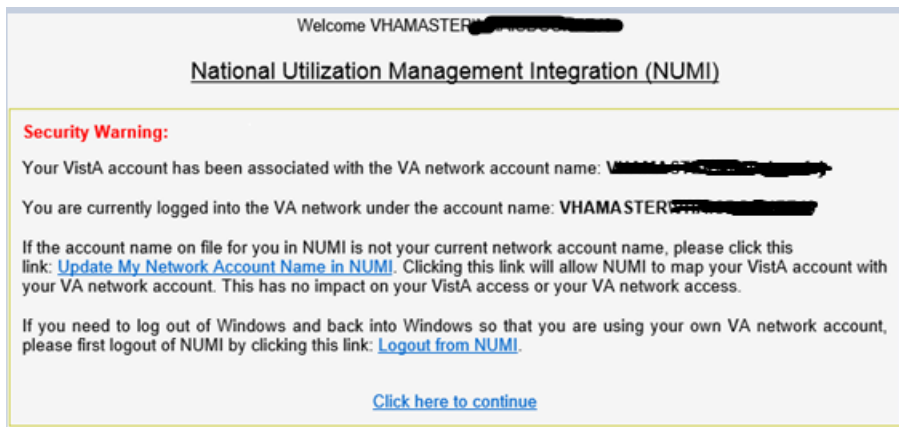 Welcome VHAMASTER
National Utilization Management Integration (NUMI)
Security Warning:
Your VistA account has been associated with the VA network account name:
You are currently logged into the VA network under the account name: VHAMASTER
If the account name on file for you in NUMI is not your current network account name, please click this
link: Update My Network Account Name in NUMI. Clicking this link will allow NUMI to map your VistA account with
your VA network account. This has no impact on your VistA access or your VA network access.
If you need to log out of Windows and back into Windows so that you are using your own VA network account,
please first logout of NUMI by clicking this link: Logout from NUMI.
Click here to continue